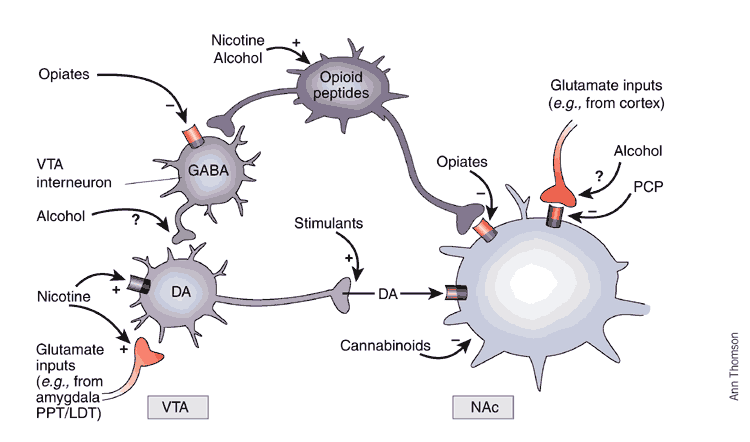 Nicotine
Alcohol
+
Opiates
–
Opioid
peptides
Glutamate inputs
(e.g., from cortex)
GABA
VTA
interneuron
Alcohol
?
Opiates
–
Alcohol
?
PCP
–
Stimulants
+
Nicotine
+
+
DA
DA
Cannabinoids
–
Glutamate
inputs
(e.g., from
amygdala
PPT/LDT)
VTA
NAc
Ann Thomson